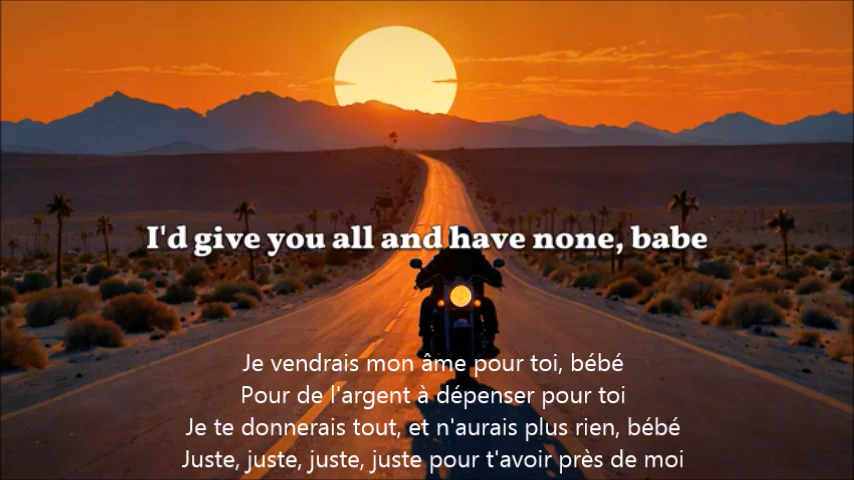 I'd give you all and have none, babe
Je vendrais mon âme pour toi, bébé
Pour de l'argent à dépenser pour toi
Je te donnerais tout, et n'aurais plus rien, bébé
Juste, juste, juste, juste pour t'avoir près de moi